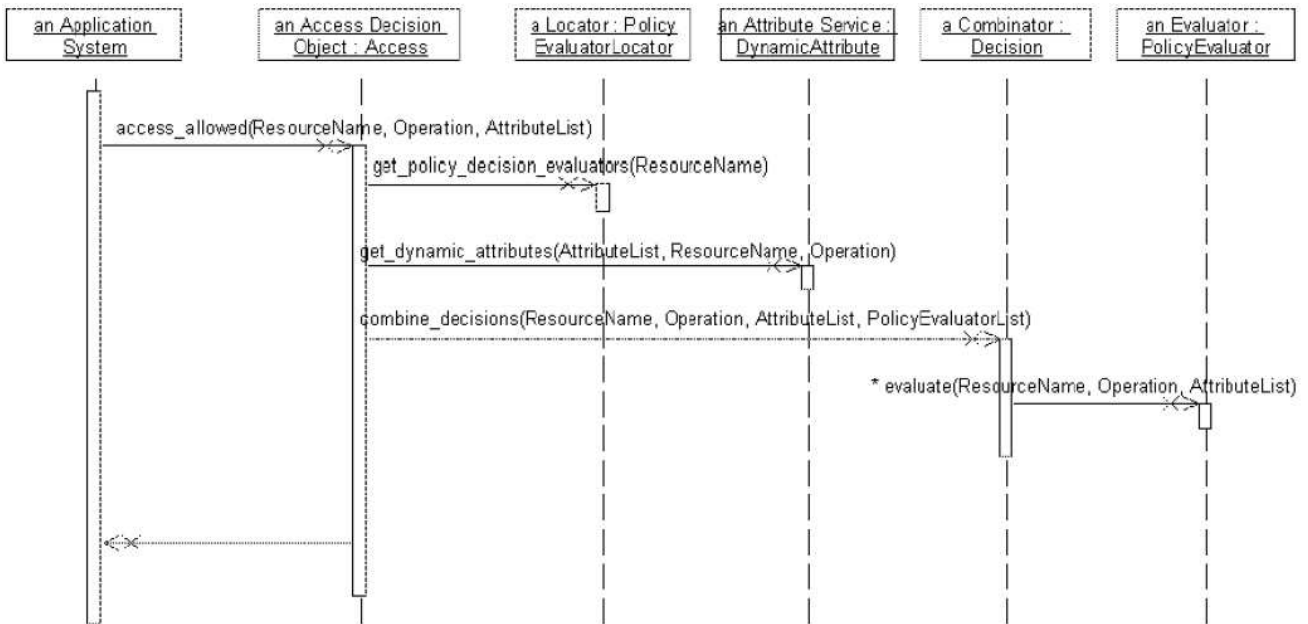 an Application
System
an Access Decision
Object : Access
a Locator : Policy
EvaluatorLocator
an Attribute Service :
DynamicAttribute
a Combinator :
Decision
an Evaluator :
PolicyEvaluator
access_allowed(ResourceName, Operation, AttributeList)
get_policy_decision_evaluators(ResourceName)
get_dynamic_attributes(AttributeList, ResourceName, Operation)
combine_decisions(ResourceName, Operation, AttributeList, PolicyEvaluatorList)
* evaluate(ResourceName, Operation, AttributeList)